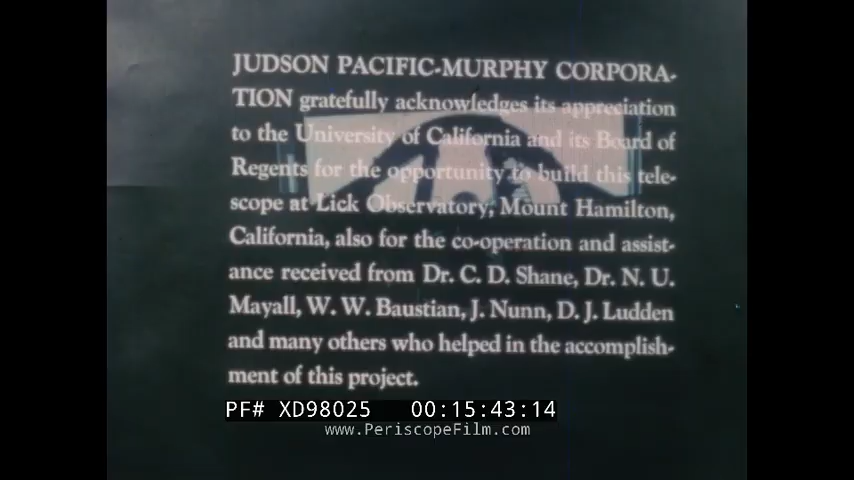 JUDSON PACIFIC-MURPHY CORPORA-
TION gratefully acknowledges its appreciation
to the University of California and its Board of
Regents for the opportunity to build this tele-
scope at Lick Observatory, Mount Hamilton,
California, also for the co-operation and assist-
ance received from Dr. C. D. Shane, Dr. N. U.
Mayall, W. W. Baustian, J. Nunn, D. J. Ludden
and many others who helped in the accomplish-
ment of this project.
PF# XD98025 00:15:43:14
www.PeriscopeFilm.com